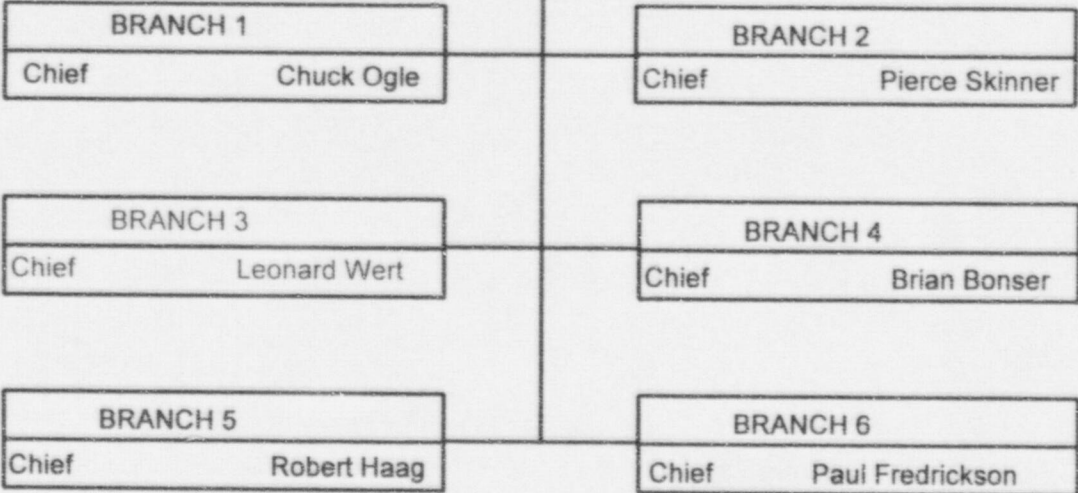 BRANCH 1
Chief Chuck Ogle
BRANCH 2
Chief Pierce Skinner
BRANCH 3
Chief Leonard Wert
BRANCH 4
Chief Brian Bonser
BRANCH 5
Chief Robert Haag
BRANCH 6
Chief Paul Fredrickson